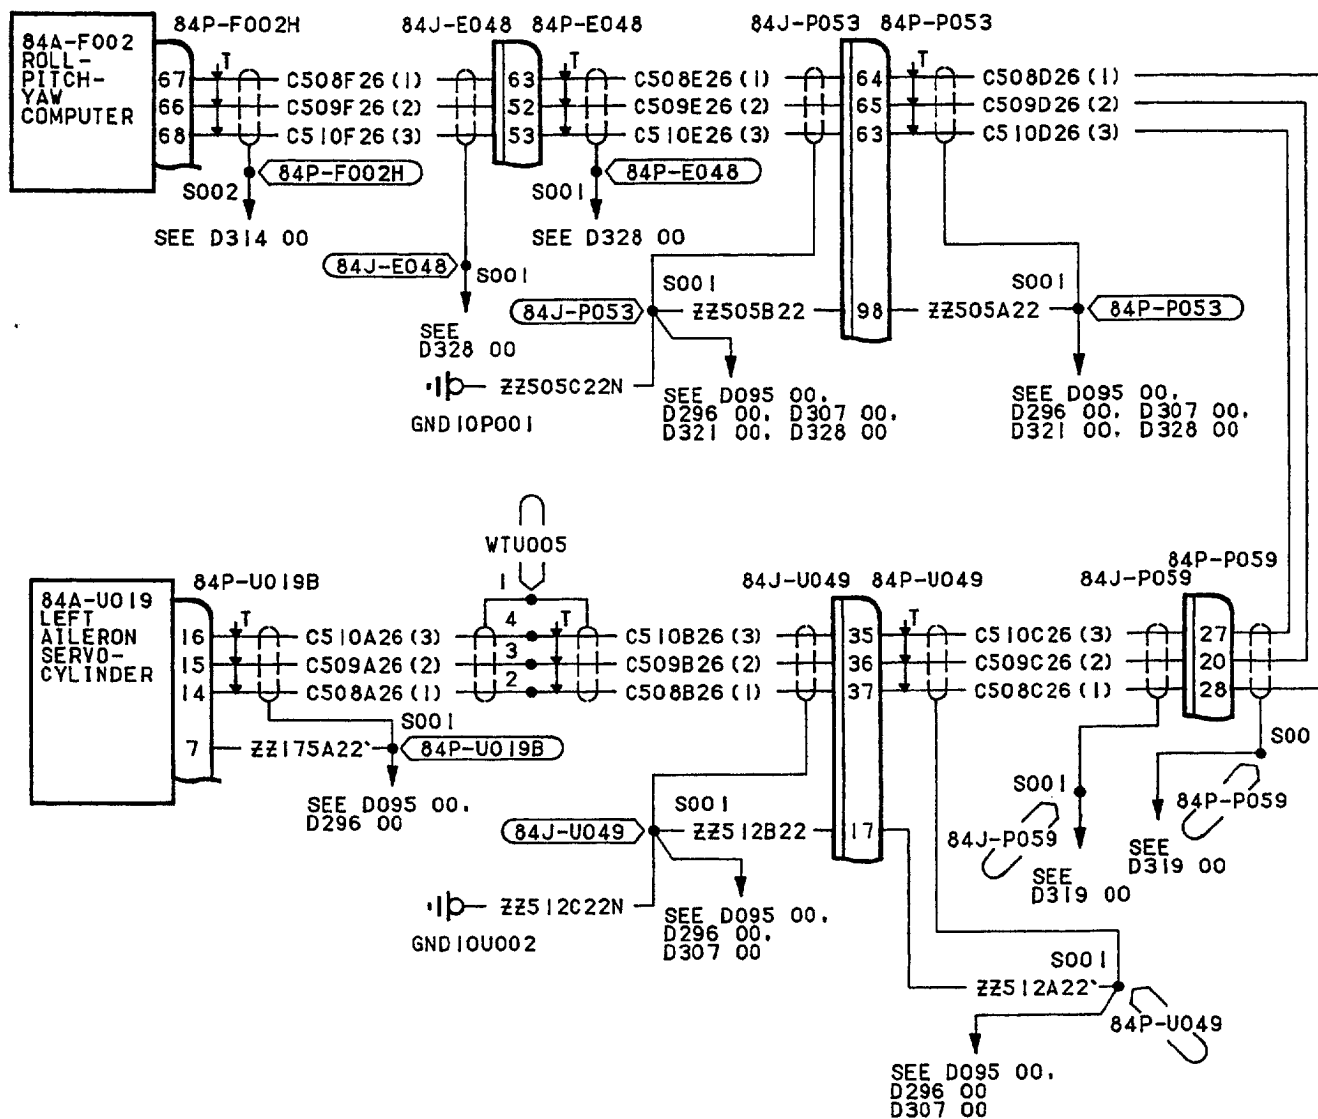 84P-F002H
84J-E048 84P-E048
84J-P053 84P-P053
84A-F002
ROLL-
PITCH-
YAW
COMPUTER
67 T C508F26(1) 63 T C508E26(1) 64 T C508D26(1)
66 C509F26(2) 52 C509E26(2) 65 C509D26(2)
68 C510F26(3) 53 C510E26(3) 63 C510D26(3)
84P-F002H
84P-E048
S002
S001
SEE D314 00
SEE D328 00
84J-E048
S001
S001
S001
84J-P053
ZZ505B22
98
ZZ505A22
84P-P053
SEE
D328 00
ZZ505C22N
GND10P001
SEE D095 00,
D296 00, D307 00,
D321 00, D328 00
SEE D095 00,
D296 00, D307 00,
D321 00, D328 00
WTU005
84P-U019B
84J-U049 84P-U049
84J-P059
84P-P059
84A-U019
LEFT
AILERON
SERVO-
CYLINDER
1
16 T C510A26(3) 4 T C510B26(3) 35 T C510C26(3) 27
15 C509A26(2) 3 C509B26(2) 36 C509C26(2) 20
14 C508A26(1) 2 C508B26(1) 37 C508C26(1) 28
S001
7
ZZ175A22
84P-U019B
SEE D095 00,
D296 00
S001
84J-U049
ZZ512B22
17
S001
S00
84P-P059
84J-P059
SEE
D319 00
SEE
D319 00
ZZ512C22N
GND10U002
SEE D095 00,
D296 00,
D307 00
S001
ZZ512A22
84P-U049
SEE D095 00,
D296 00
D307 00